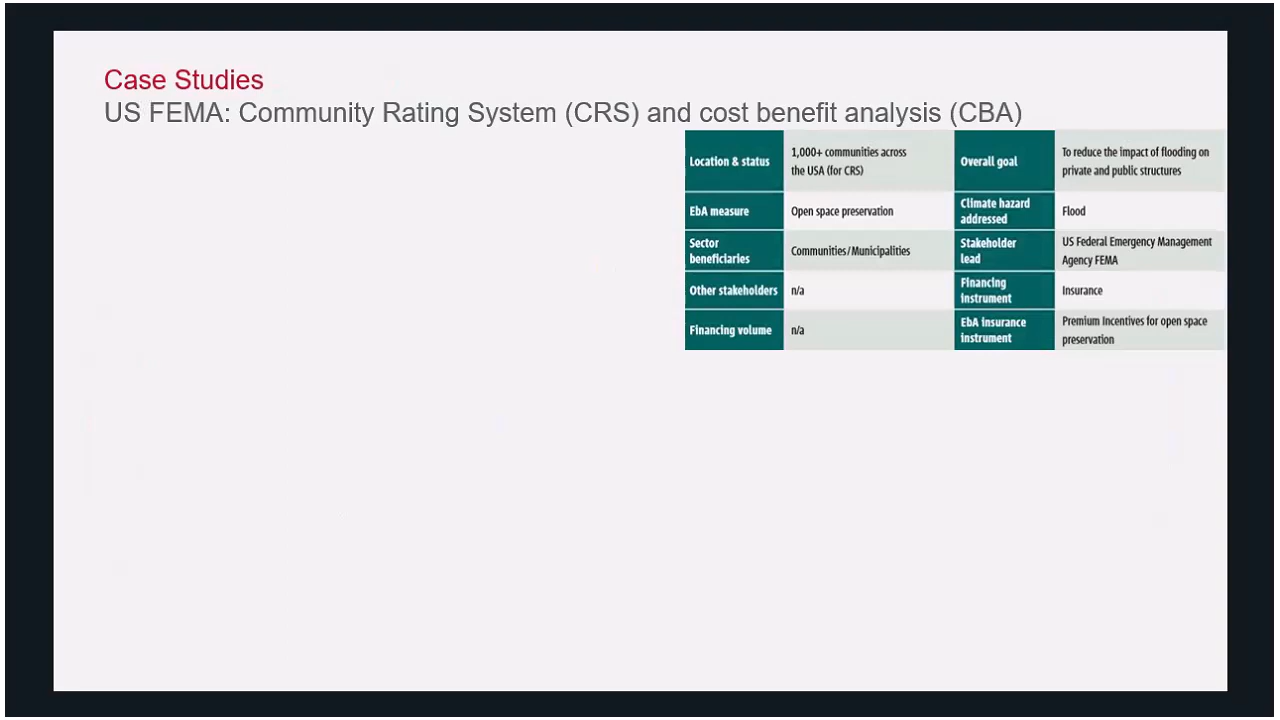 Case Studies
US FEMA: Community Rating System (CRS) and cost benefit analysis (CBA)
Location & status
1,000+ communities across
the USA (for CRS)
Overall goal
To reduce the impact of flooding on
private and public structures
EbA measure
Open space preservation
Climate hazard
addressed
Flood
Sector
beneficiaries
Communities/Municipalities
Stakeholder
lead
US Federal Emergency Management
Agency FEMA
Other stakeholders
n/a
Financing
instrument
Insurance
Financing volume
n/a
EbA insurance
instrument
Premium Incentives for open space
preservation